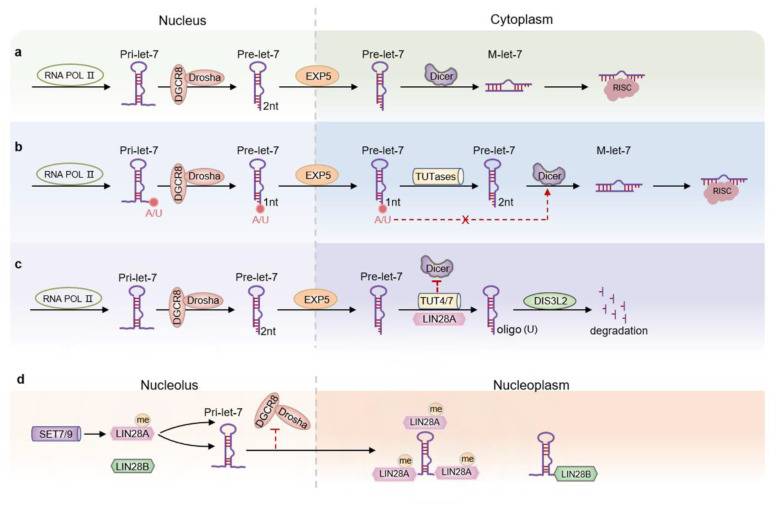 Nucleus Cytoplasm
a
Pri-let-7 Pre-let-7 Pre-let-7 M-let-7
RNA POL Ⅱ DGCR8 Drosha EXP5 Dicer RISC
2nt
b
Pri-let-7 Pre-let-7 Pre-let-7 Pre-let-7 M-let-7
RNA POL Ⅱ DGCR8 Drosha EXP5 TUTases Dicer RISC
1nt 1nt 2nt
A/U A/U A/U X
c
Pri-let-7 Pre-let-7 Pre-let-7 Dicer
RNA POL Ⅱ DGCR8 Drosha EXP5 TUT4/7 DIS3L2
LIN28A
2nt oligo (U) degradation
d
Nucleolus Nucleoplasm
Pri-let-7 DGCR8 Drosha me
me LIN28A
SET7/9 LIN28A
me me
LIN28B LIN28A LIN28A LIN28B